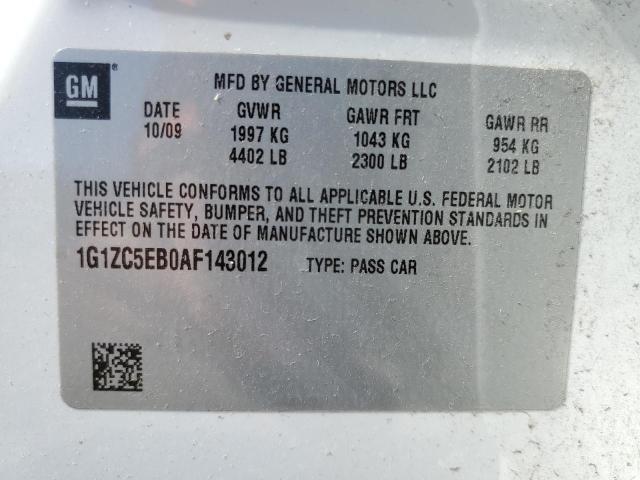 GM®
MFD BY GENERAL MOTORS LLC
DATE GVWR GAWR FRT GAWR RR
10/09 1997 KG 1043 KG 954 KG
4402 LB 2300 LB 2102 LB
THIS VEHICLE CONFORMS TO ALL APPLICABLE U.S. FEDERAL MOTOR
VEHICLE SAFETY, BUMPER, AND THEFT PREVENTION STANDARDS IN
EFFECT ON THE DATE OF MANUFACTURE SHOWN ABOVE.
1G1ZC5EB0AF143012 TYPE: PASS CAR